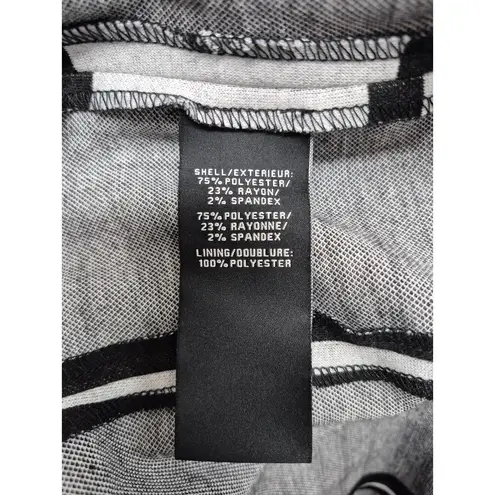 SHELL/EXTERIEUR:
75% POLYESTER/
23% RAYON/
2% SPANDEX
75% POLYESTER/
23% RAYONNE/
2% SPANDEX
LINING/DOUBLURE:
100% POLYESTER